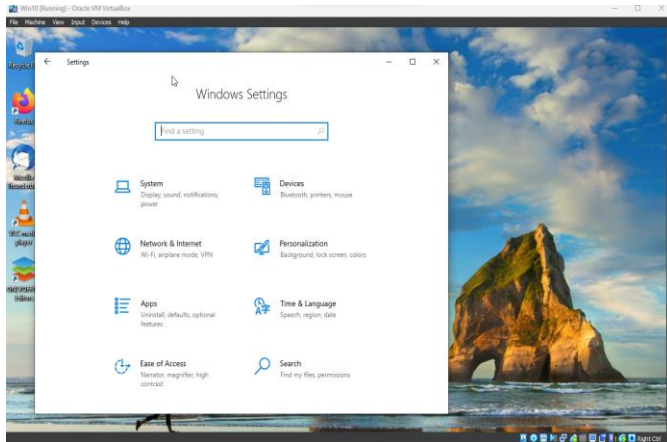 Win10 [Running] - Oracle VM VirtualBox
File Machine View Input Devices Help
Settings
Windows Settings
Find a setting
System
Display, sound, notifications,
power
Devices
Bluetooth, printers, mouse
Network & Internet
Wi-Fi, airplane mode, VPN
Personalization
Background, lock screen, colors
Apps
Uninstall, defaults, optional
features
Time & Language
Speech, region, date
Ease of Access
Narrator, magnifier, high
contrast
Search
Find my files, permissions
Recycle
Firefox
player
Right Ctrl